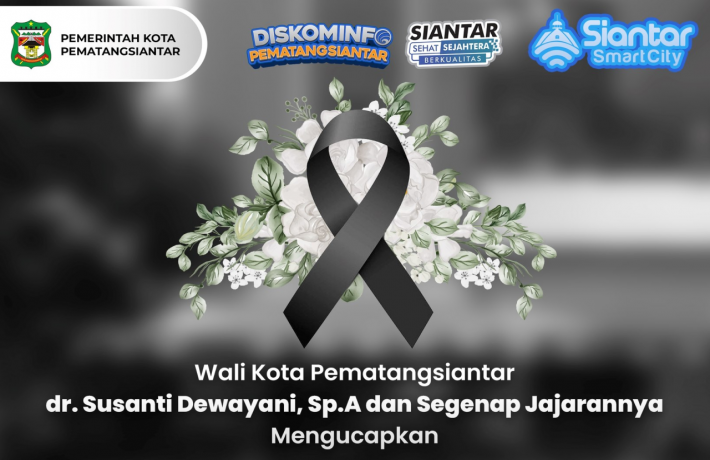 PEMERINTAH KOTA
PEMATANGSIANTAR
DISKOMINFO
PEMATANGSIANTAR
SIANTAR
SEHAT SEJAHTERA
BERKUALITAS
Siantar
SmartCity
Wali Kota Pematangsiantar
dr. Susanti Dewayani, Sp.A dan Segenap Jajarannya
Mengucapkan